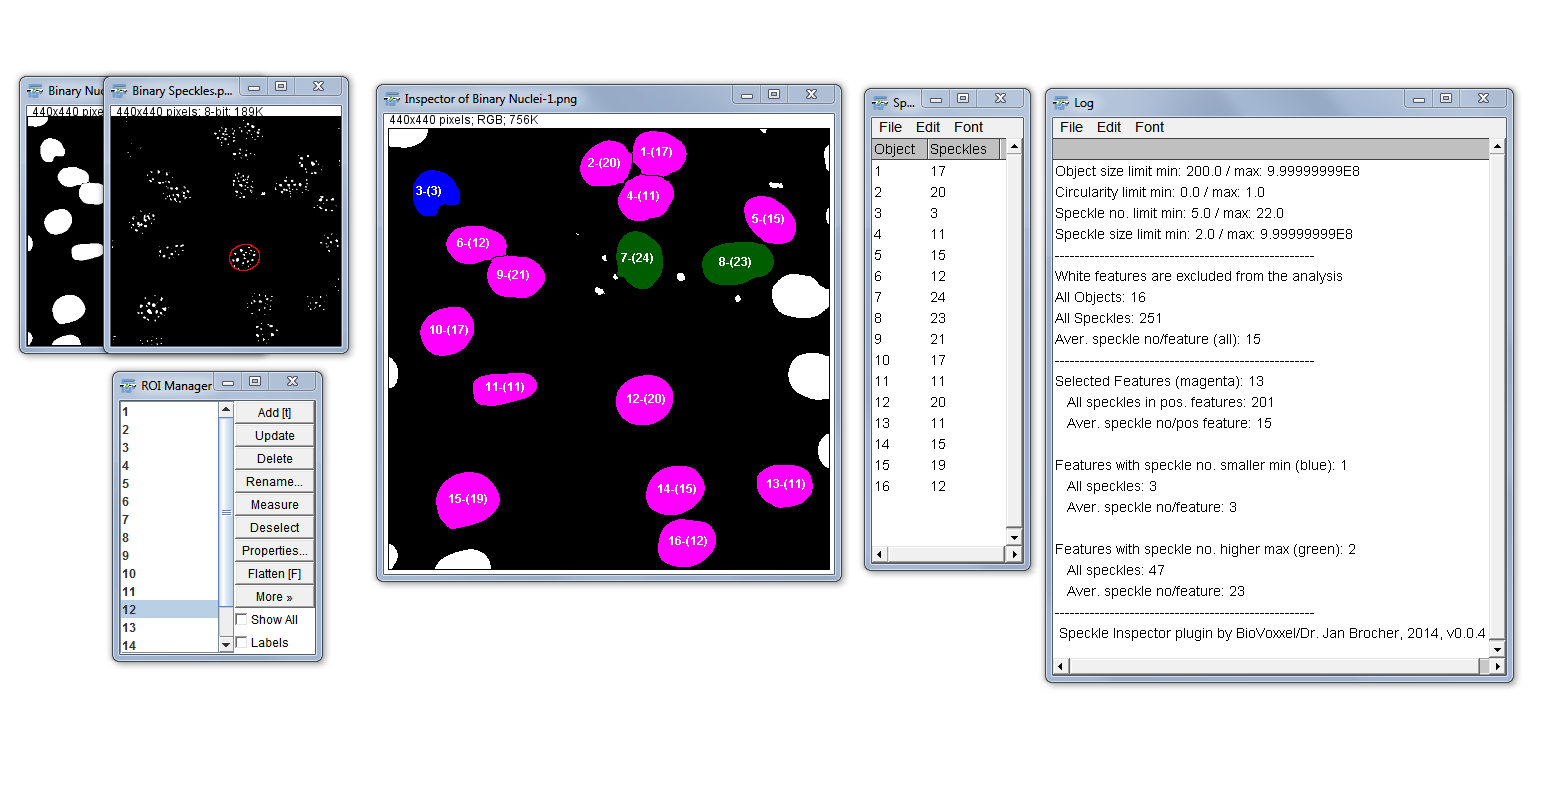 Binary Nuc
440x440 pixe
Binary Speckles.p...
440x440 pixels; 8-bit; 189K
ROI Manager
1
2
3
4
5
6
7
8
9
10
11
12
13
14
Add [t]
Update
Delete
Rename...
Measure
Deselect
Properties...
Flatten [F]
More »
Show All
Labels
Inspector of Binary Nuclei-1.png
440x440 pixels; RGB; 756K
1-(17)
2-(20)
3-(3)
4-(11)
5-(15)
6-(12)
7-(24)
8-(23)
9-(21)
10-(17)
11-(11)
12-(20)
13-(11)
14-(15)
15-(19)
16-(12)
Sp...
File Edit Font
Object Speckles
1 17
2 20
3 3
4 11
5 15
6 12
7 24
8 23
9 21
10 17
11 11
12 20
13 11
14 15
15 19
16 12
Log
File Edit Font
Object size limit min: 200.0 / max: 9.99999999E8
Circularity limit min: 0.0 / max: 1.0
Speckle no. limit min: 5.0 / max: 22.0
Speckle size limit min: 2.0 / max: 9.99999999E8
-----------------------------------------------------
White features are excluded from the analysis
All Objects: 16
All Speckles: 251
Aver. speckle no/feature (all): 15
-----------------------------------------------------
Selected Features (magenta): 13
All speckles in pos. features: 201
Aver. speckle no/pos feature: 15
Features with speckle no. smaller min (blue): 1
All speckles: 3
Aver. speckle no/feature: 3
Features with speckle no. higher max (green): 2
All speckles: 47
Aver. speckle no/feature: 23
-----------------------------------------------------
Speckle Inspector plugin by BioVoxxel/Dr. Jan Brocher, 2014, v0.0.4